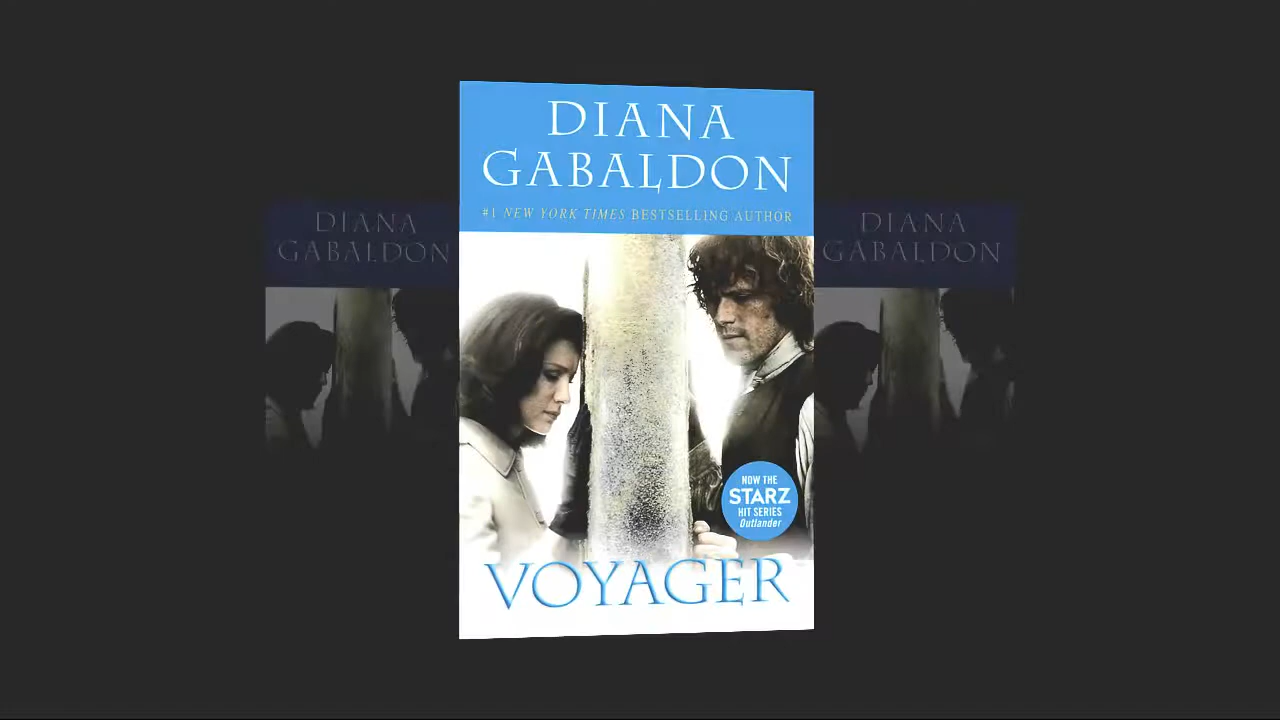 DIANA
GABALDON
#1 NEW YORK TIMES BESTSELLING AUTHOR
NOW THE
STARZ
HIT SERIES
Outlander
VOYAGER
DIANA
GABALDON
DIANA
GABALDON